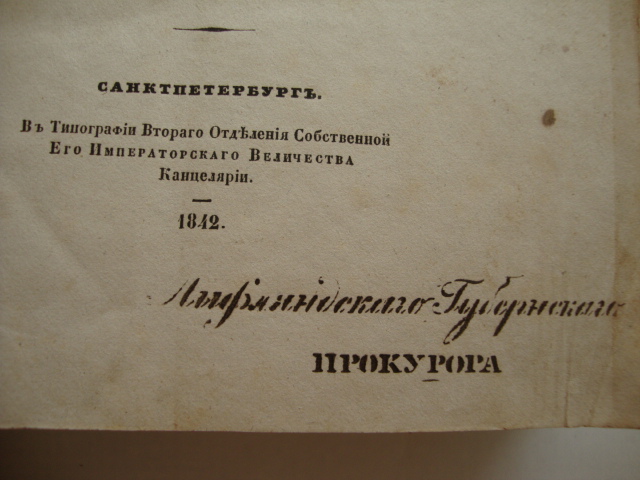 САНКТПЕТЕРБУРГЪ.
Въ Типографіи Втораго Отдѣленія Собственной
Его Императорскаго Величества
Канцеляріи.
1842.
Лифляндскаго Губернскаго
ПРОКУРОРА